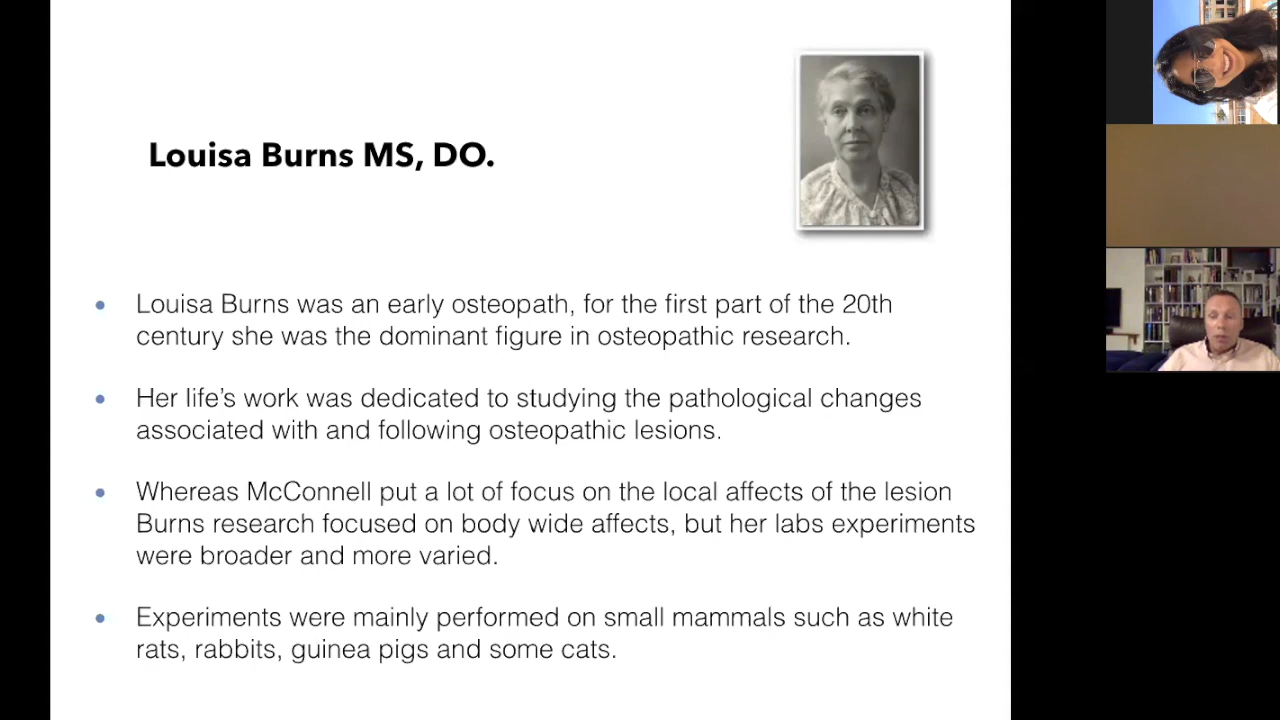 Louisa Burns MS, DO.
Louisa Burns was an early osteopath, for the first part of the 20th
century she was the dominant figure in osteopathic research.
Her life's work was dedicated to studying the pathological changes
associated with and following osteopathic lesions.
Whereas McConnell put a lot of focus on the local affects of the lesion
Burns research focused on body wide affects, but her labs experiments
were broader and more varied.
Experiments were mainly performed on small mammals such as white
rats, rabbits, guinea pigs and some cats.